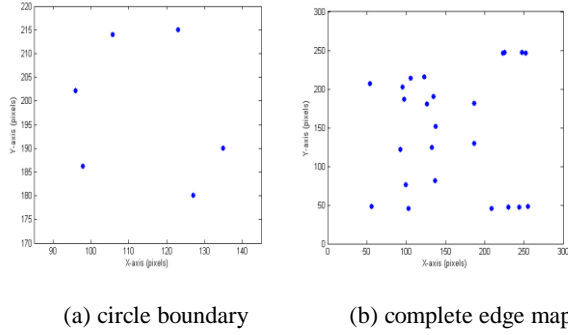 220
215
210
205
200
195
190
185
180
175
170
90 100 110 120 130 140
X-axis (pixels)
Y-axis (pixels)
300
250
200
150
100
50
0
0 50 100 150 200 250 300
X-axis (pixels)
Y-axis (pixels)
(a) circle boundary
(b) complete edge map